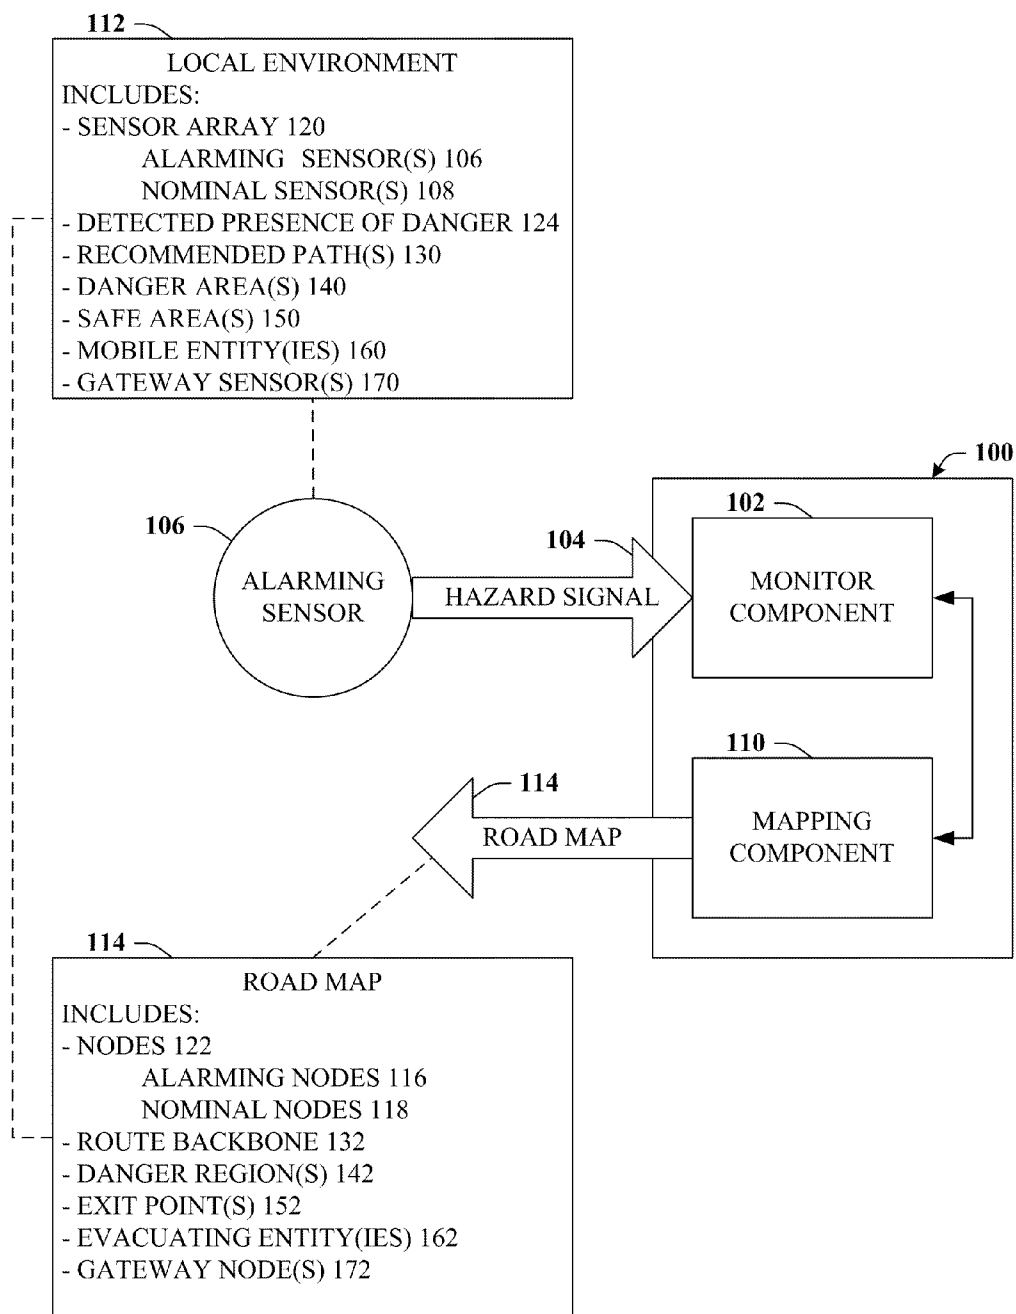 112
LOCAL ENVIRONMENT
INCLUDES:
- SENSOR ARRAY 120
ALARMING SENSOR(S) 106
NOMINAL SENSOR(S) 108
- DETECTED PRESENCE OF DANGER 124
- RECOMMENDED PATH(S) 130
- DANGER AREA(S) 140
- SAFE AREA(S) 150
- MOBILE ENTITY(IES) 160
- GATEWAY SENSOR(S) 170
100
106
ALARMING
SENSOR
104
HAZARD SIGNAL
102
MONITOR
COMPONENT
110
MAPPING
COMPONENT
114
ROAD MAP
114
ROAD MAP
INCLUDES:
- NODES 122
ALARMING NODES 116
NOMINAL NODES 118
- ROUTE BACKBONE 132
- DANGER REGION(S) 142
- EXIT POINT(S) 152
- EVACUATING ENTITY(IES) 162
- GATEWAY NODE(S) 172